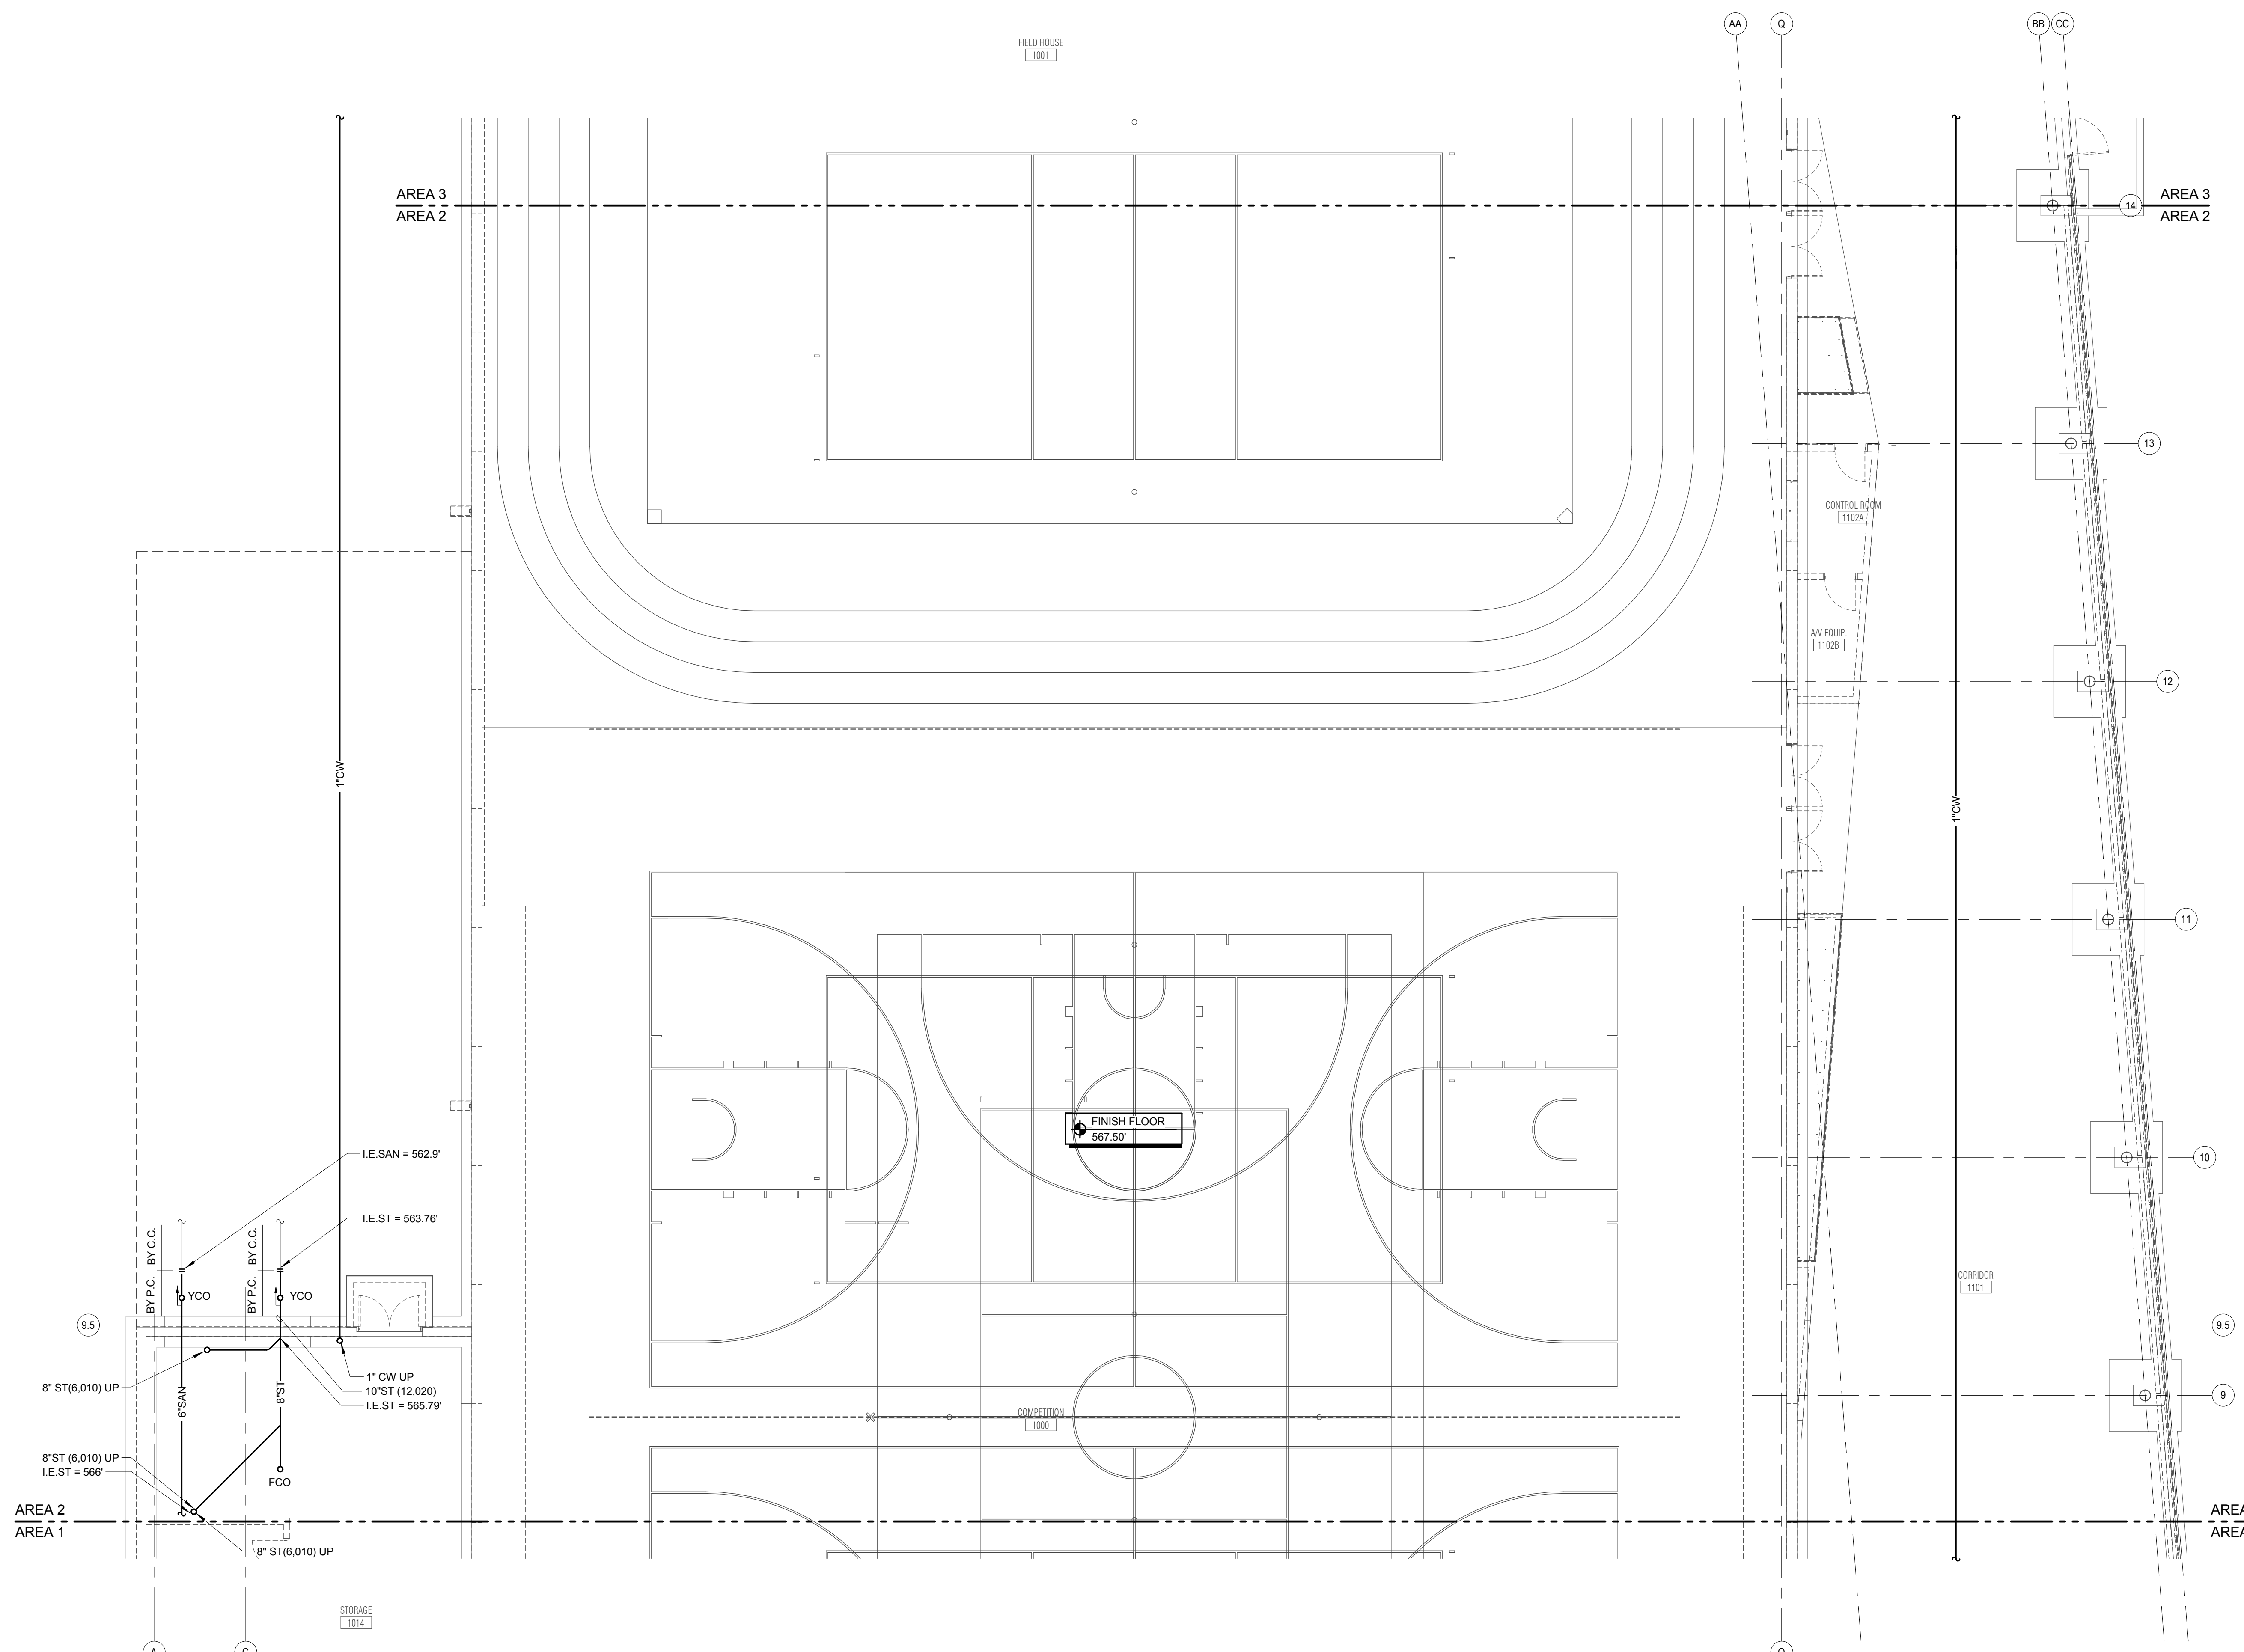 AA
Q
BB
CC
FIELD HOUSE
1001
AREA 3
AREA 2
14
AREA 3
AREA 2
13
CONTROL ROOM
1102A
A/V EQUIP.
1102B
12
1"CW
1"CW
11
FINISH FLOOR
567.50'
I.E.SAN = 562.9'
10
I.E.ST = 563.76'
BY P.C.
BY C.C.
BY P.C.
BY C.C.
YCO
YCO
CORRIDOR
1101
9.5
9.5
1" CW UP
8" ST(6,010) UP
10"ST (12,020)
6"SAN
8"ST
I.E.ST = 565.79'
9
COMPETITION
1000
8"ST (6,010) UP
I.E.ST = 566'
FCO
AREA 2
AREA 1
AREA
AREA
8" ST(6,010) UP
STORAGE
1014
A